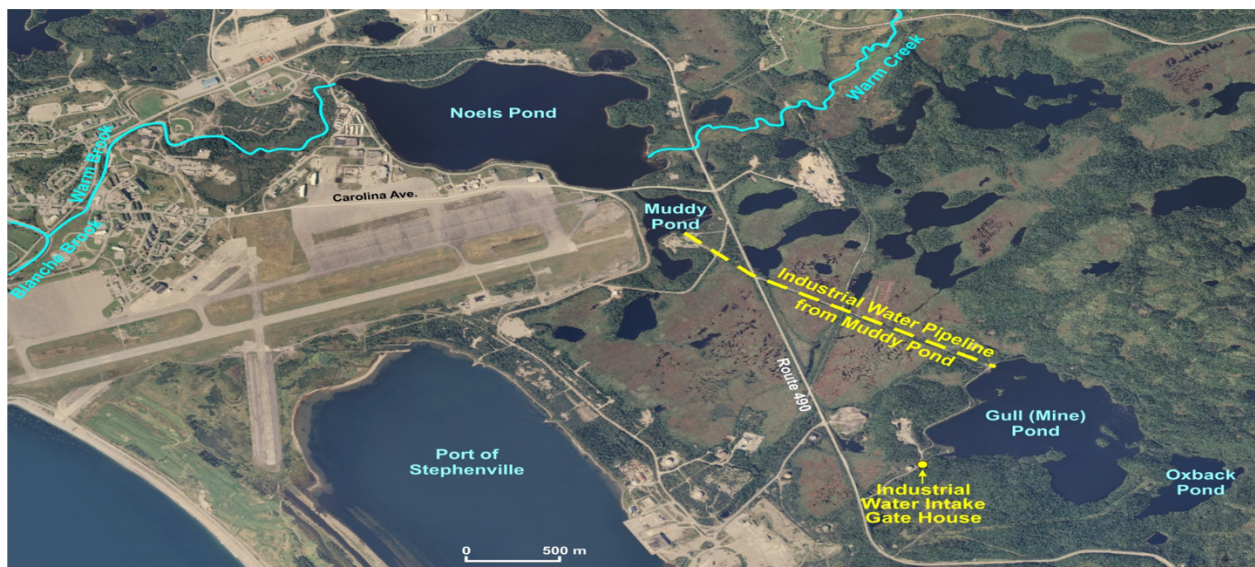 Noels Pond
Warm Creek
Warm Brook
Blanche Brook
Carolina Ave.
Muddy
Pond
Industrial Water Pipeline
from Muddy Pond
Route 490
Gull (Mine)
Pond
Port of
Stephenville
Oxback
Pond
Industrial
Water Intake
Gate House
0 500 m